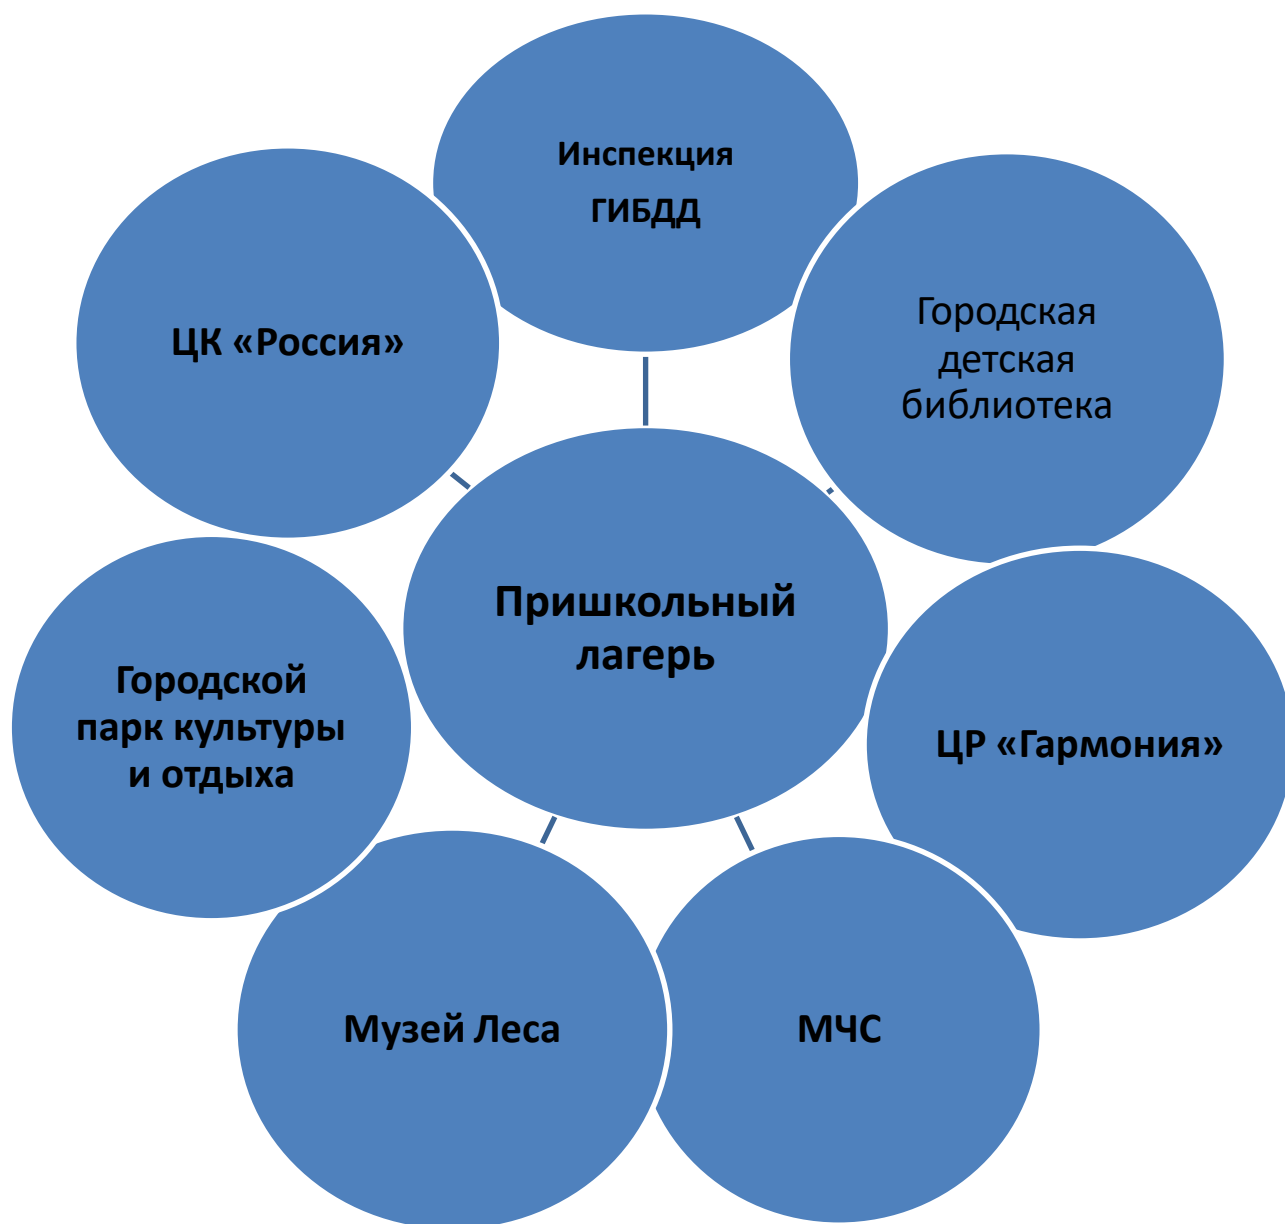 Инспекция
ГИБДД
ЦК «Россия»
Городская
детская
библиотека
Пришкольный
лагерь
Городской
парк культуры
и отдыха
ЦР «Гармония»
Музей Леса
МЧС